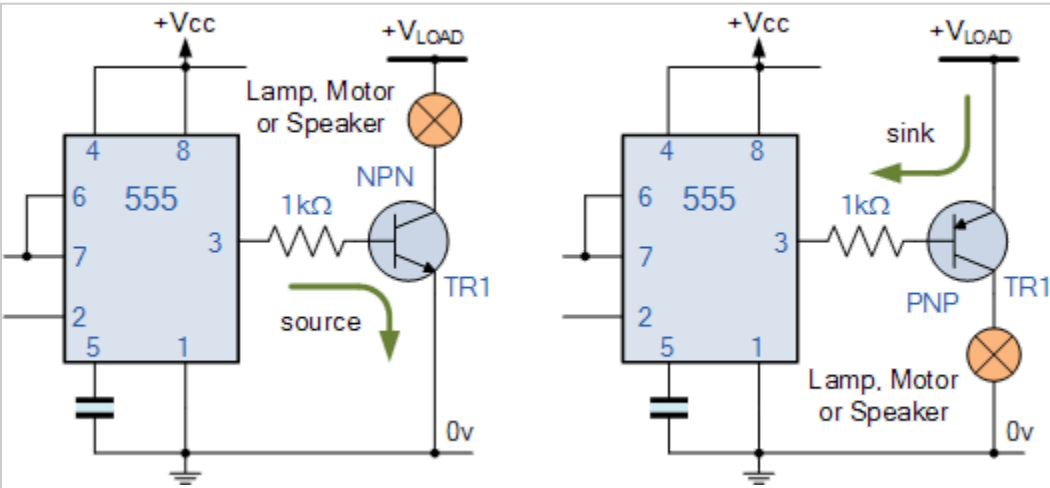 +Vcc
+VLOAD
Lamp, Motor
or Speaker
4
8
NPN
6
555
1kΩ
3
7
TR1
source
2
5
1
0v
+Vcc
+VLOAD
sink
4
8
6
555
1kΩ
3
7
PNP
TR1
2
5
1
Lamp, Motor
or Speaker
0v